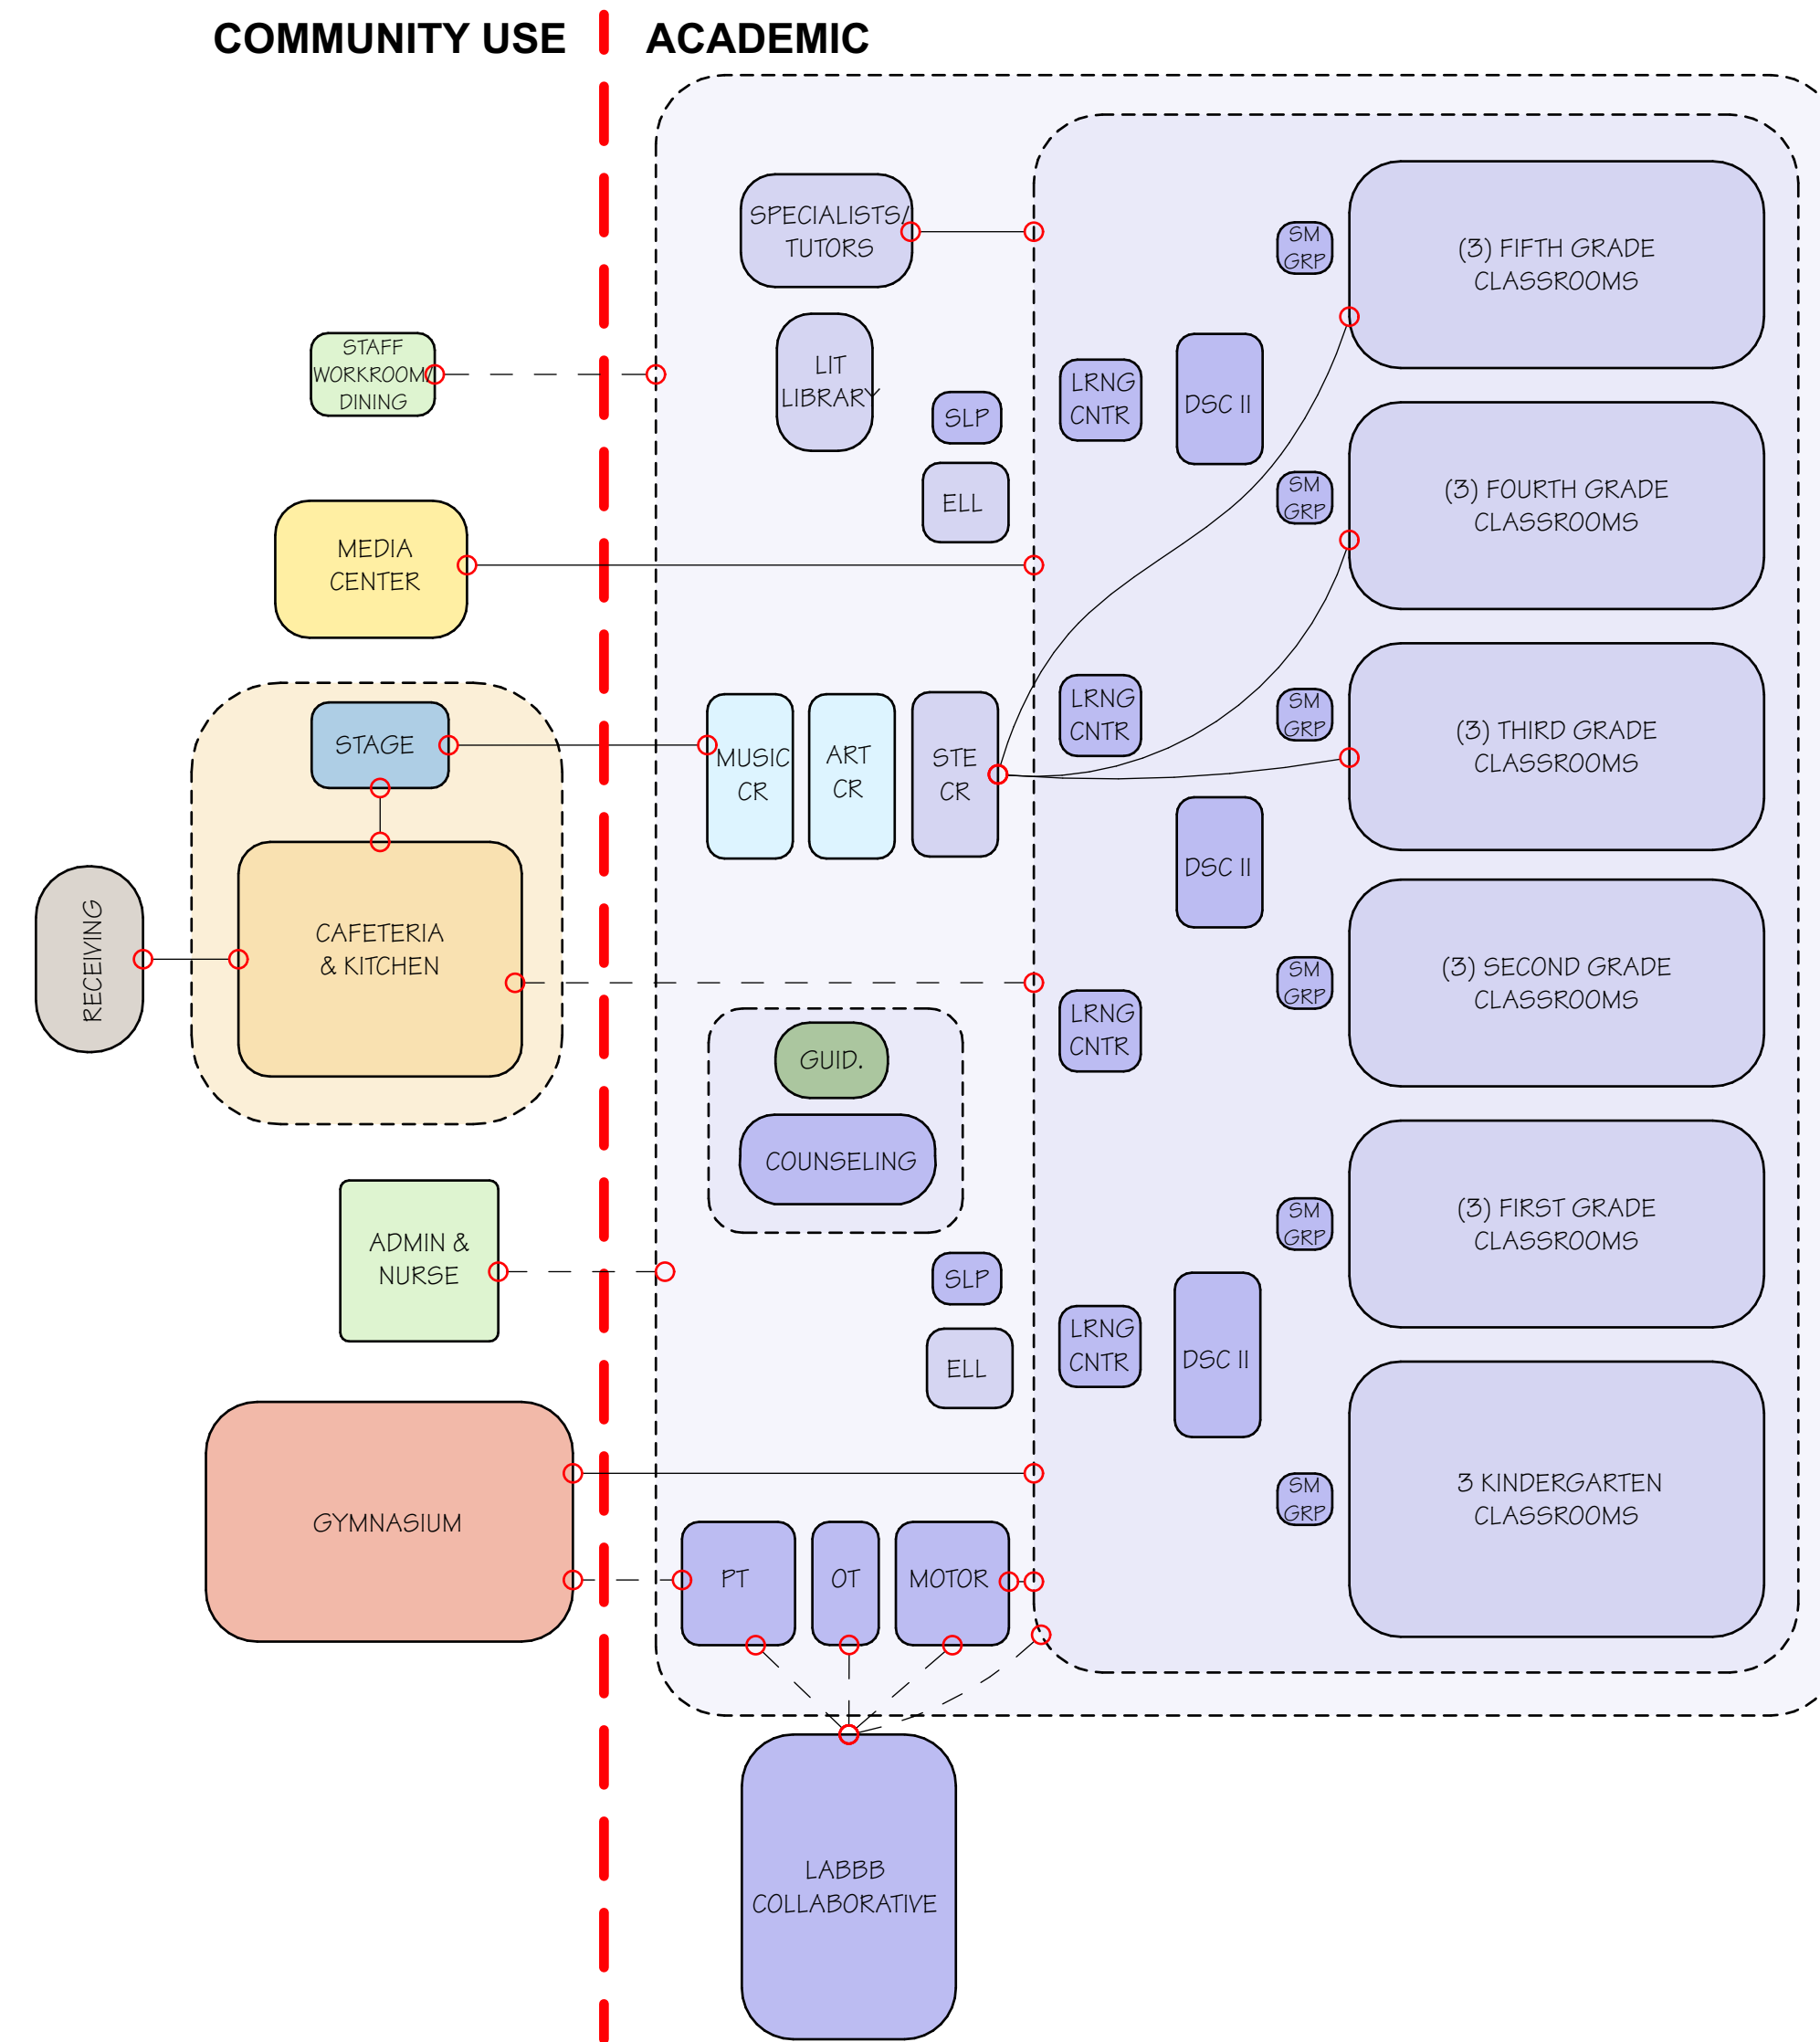 COMMUNITY USE
ACADEMIC
SPECIALISTS/
TUTORS
LIT
LIBRARY
SLP
ELL
STAFF
WORKROOM/
DINING
MEDIA
CENTER
STAGE
CAFETERIA
& KITCHEN
RECEIVING
MUSIC
CR
ART
CR
STE
CR
GUID.
COUNSELING
ADMIN &
NURSE
SLP
ELL
GYMNASIUM
PT
OT
MOTOR
LABBB
COLLABORATIVE
LRNG
CNTR
DSC II
LRNG
CNTR
DSC II
LRNG
CNTR
LRNG
CNTR
DSC II
SM
GRP
(3) FIFTH GRADE
CLASSROOMS
SM
GRP
(3) FOURTH GRADE
CLASSROOMS
SM
GRP
(3) THIRD GRADE
CLASSROOMS
SM
GRP
(3) SECOND GRADE
CLASSROOMS
SM
GRP
(3) FIRST GRADE
CLASSROOMS
SM
GRP
3 KINDERGARTEN
CLASSROOMS